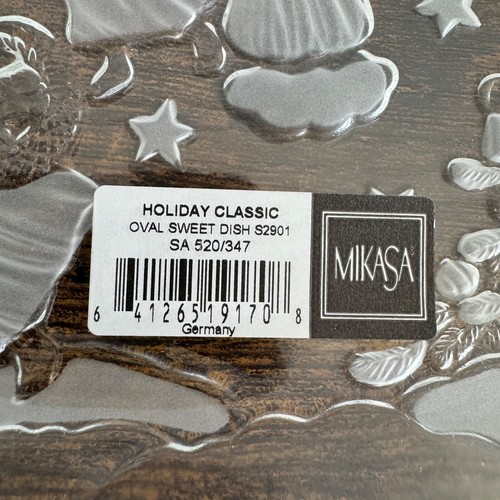 HOLIDAY CLASSIC
OVAL SWEET DISH S2901
SA 520/347
6 41265 19170 8
Germany
MIKASA